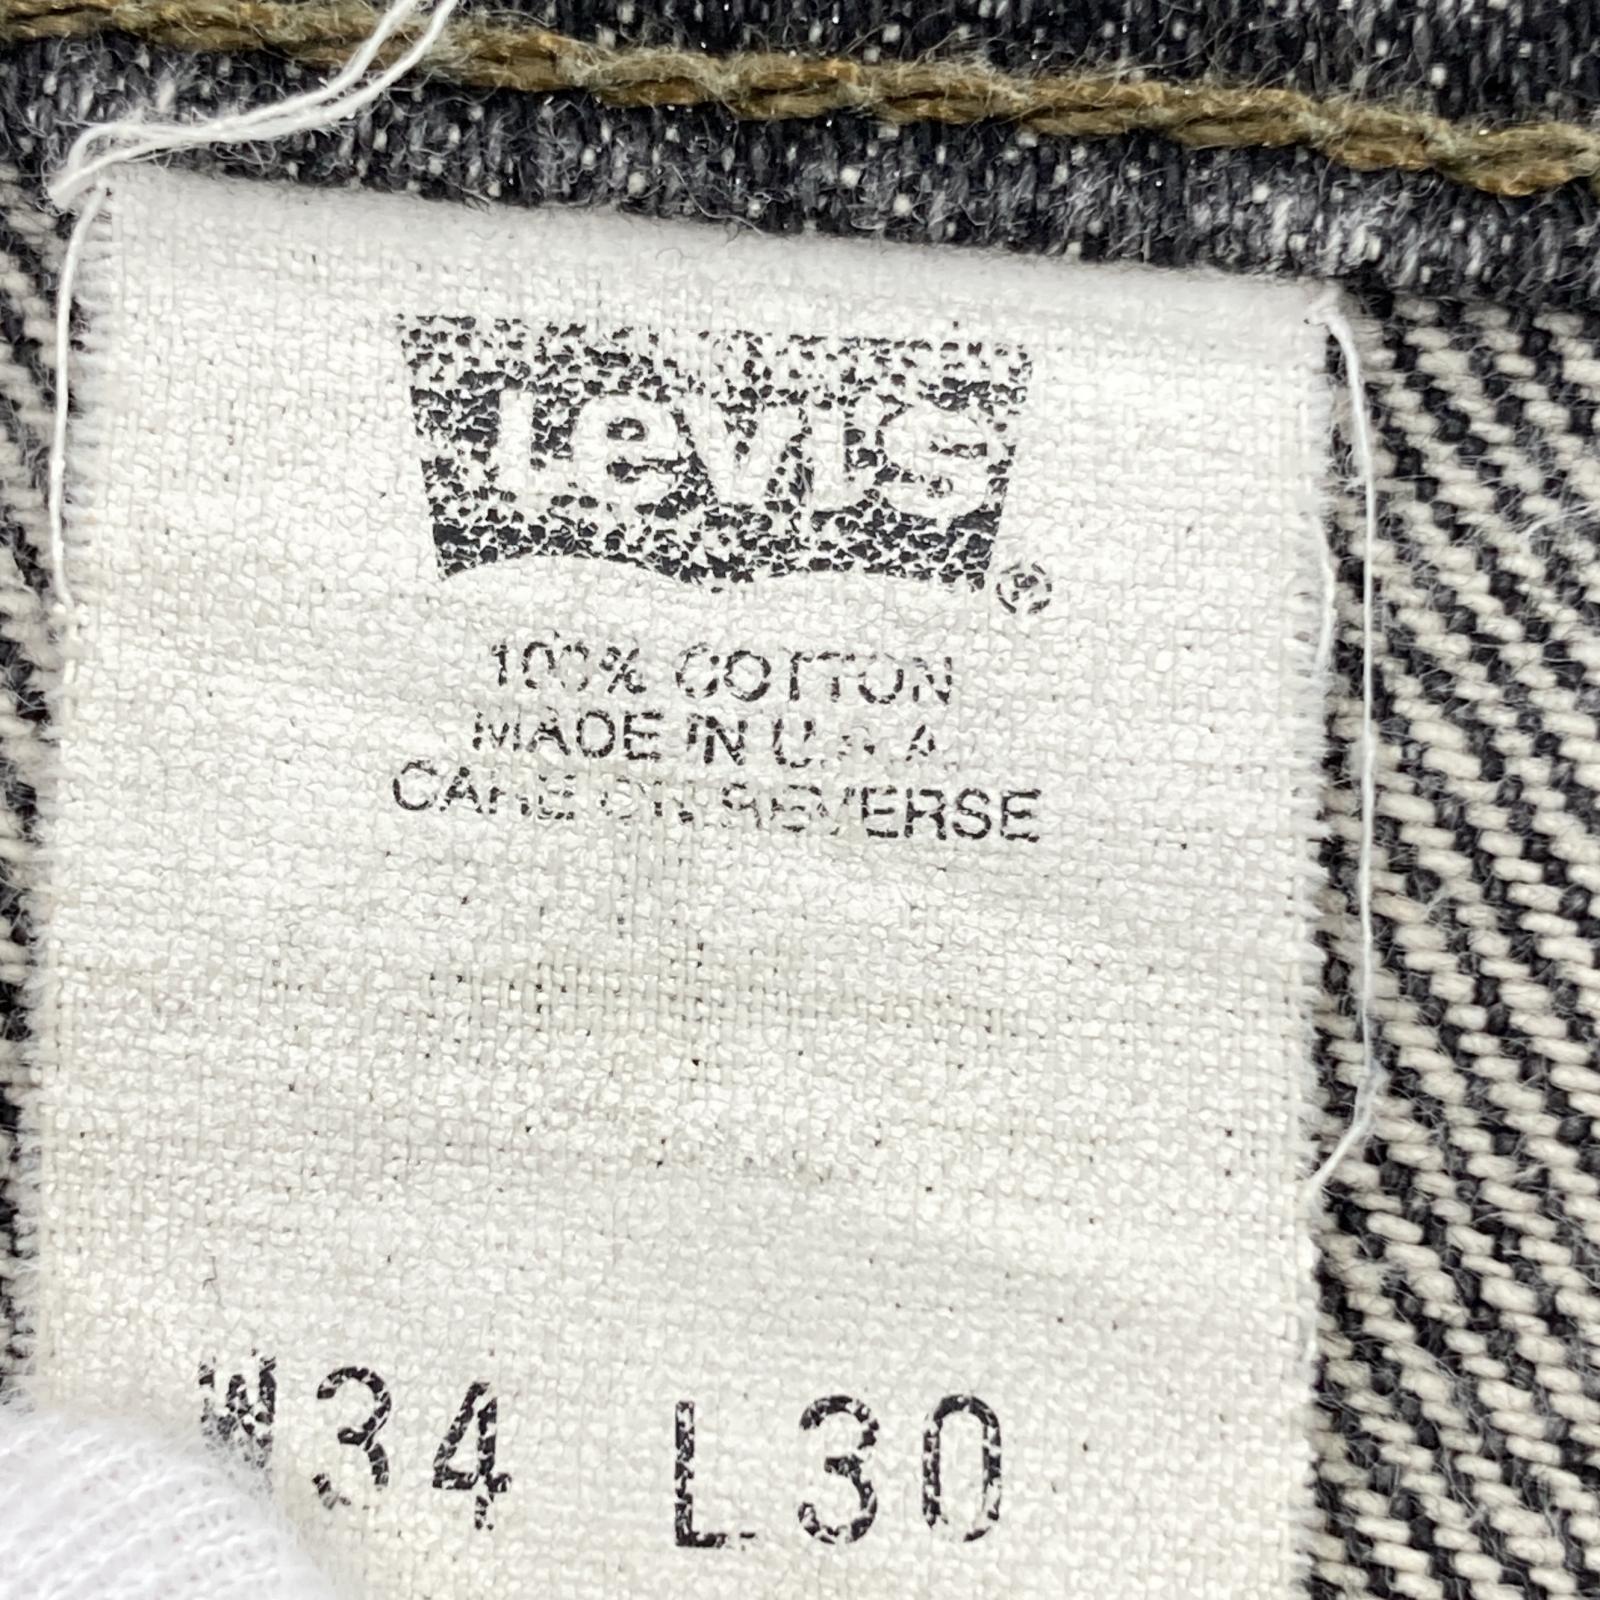 Levi's ®
100% COTTON
MADE IN U.S.A.
CARE ON REVERSE
W34 L30